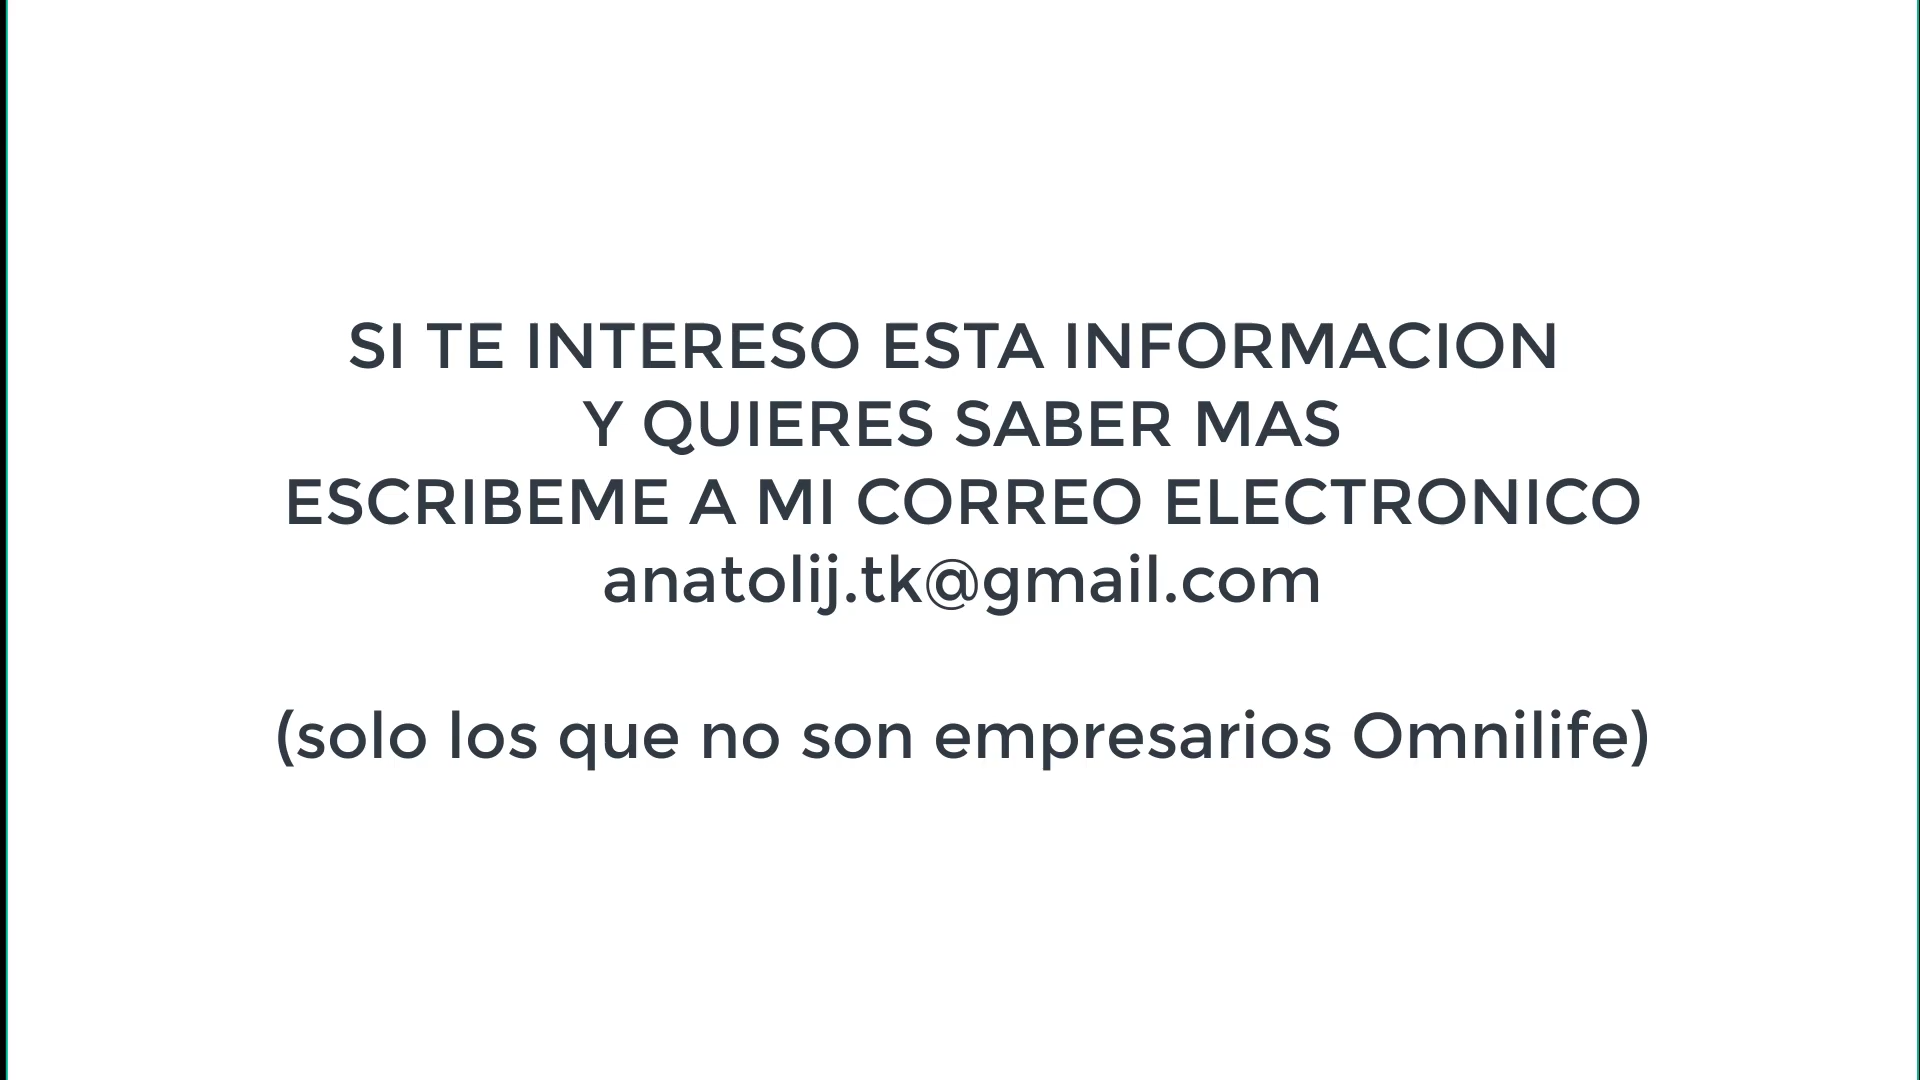 SI TE INTERESO ESTA INFORMACION
Y QUIERES SABER MAS
ESCRIBEME A MI CORREO ELECTRONICO
anatolij.tk@gmail.com
(solo los que no son empresarios Omnilife)